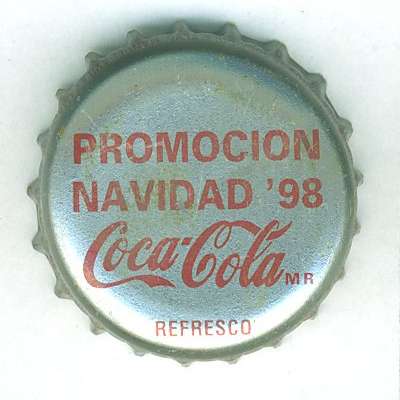 PROMOCION
NAVIDAD '98
Coca-Cola MR
REFRESCO